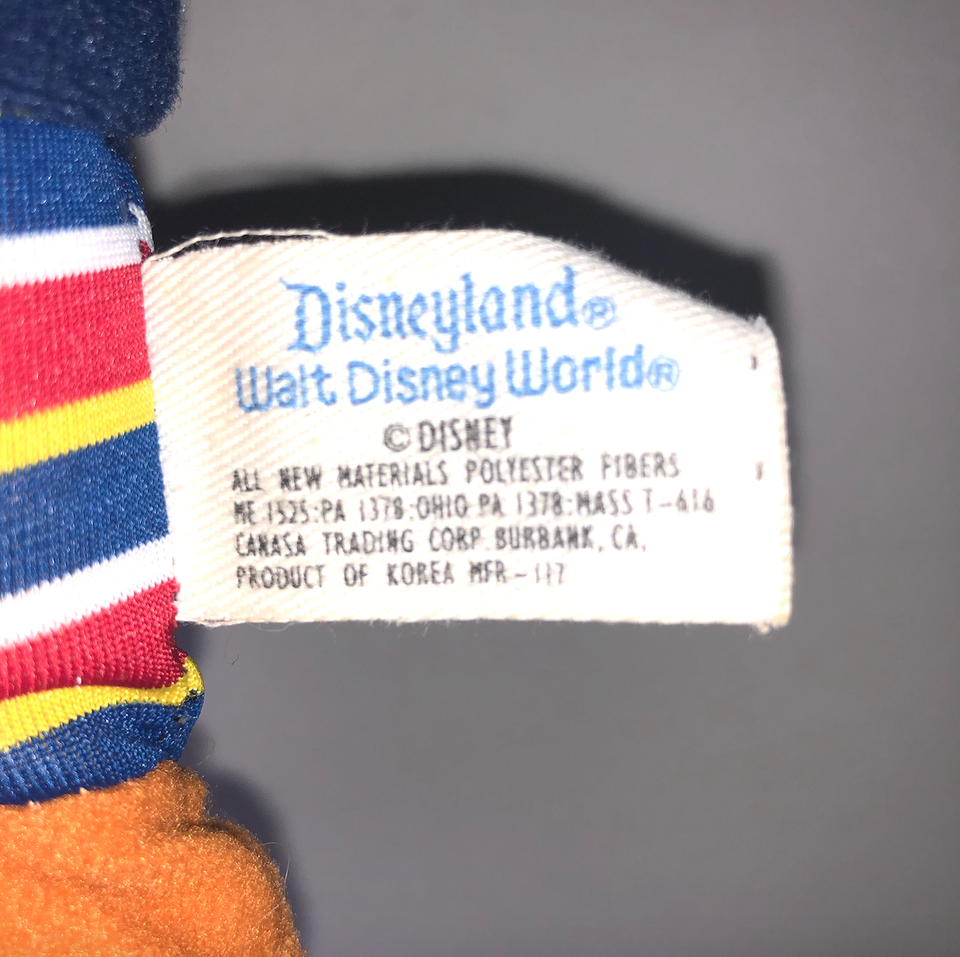 Disneyland®
Walt Disney World®
© DISNEY
ALL NEW MATERIALS POLYESTER FIBERS
ME 1525:PA 1378:OHIO PA 1378:MASS T-616
CANASA TRADING CORP. BURBANK, CA.
PRODUCT OF KOREA MFR-117